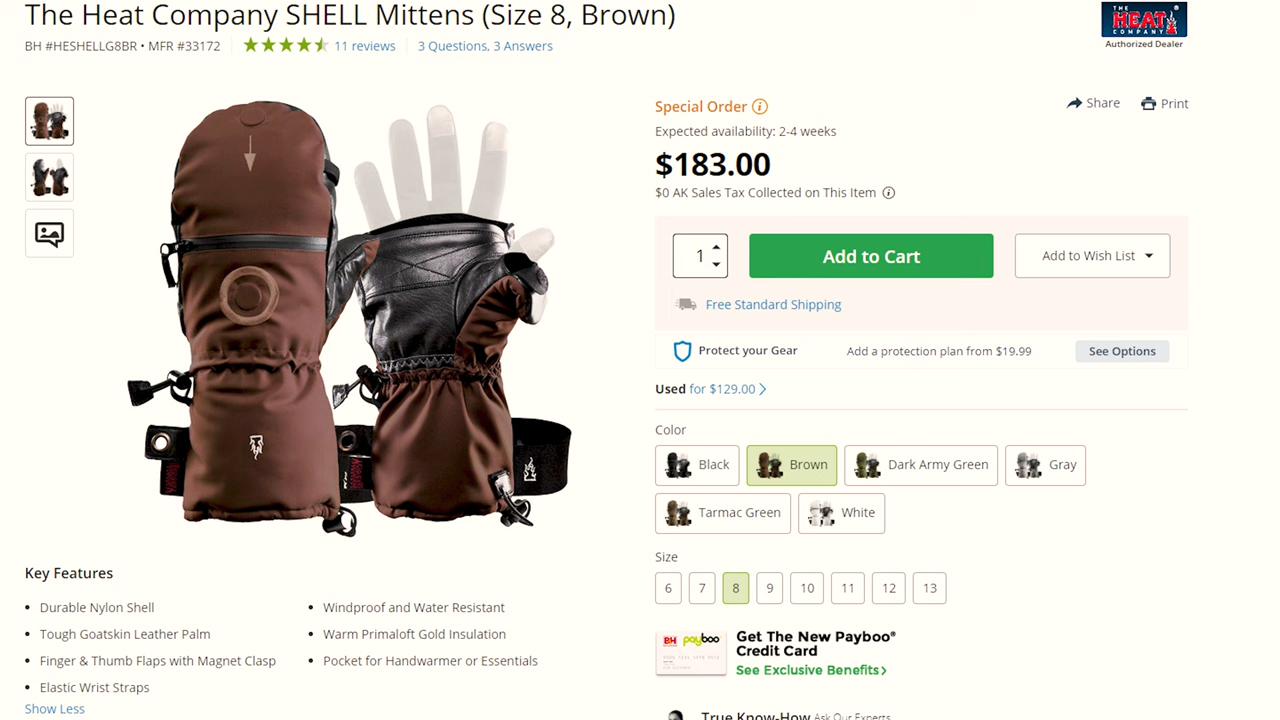 The Heat Company SHELL Mittens (Size 8, Brown)
BH #HESHELLG8BR • MFR #33172
11 reviews
3 Questions, 3 Answers
THE
HEAT
COMPANY
®
Authorized Dealer
Special Order
Share
Print
Expected availability: 2-4 weeks
$183.00
$0 AK Sales Tax Collected on This Item
1
Add to Cart
Add to Wish List
Free Standard Shipping
Protect your Gear
Add a protection plan from $19.99
See Options
Used for $129.00
Color
Black
Brown
Dark Army Green
Gray
Tarmac Green
White
Size
6
7
8
9
10
11
12
13
BH payboo
Get The New Payboo®
Credit Card
See Exclusive Benefits
True Know-How Ask Our Experts
Key Features
• Durable Nylon Shell
• Tough Goatskin Leather Palm
• Finger & Thumb Flaps with Magnet Clasp
• Elastic Wrist Straps
• Windproof and Water Resistant
• Warm Primaloft Gold Insulation
• Pocket for Handwarmer or Essentials
Show Less